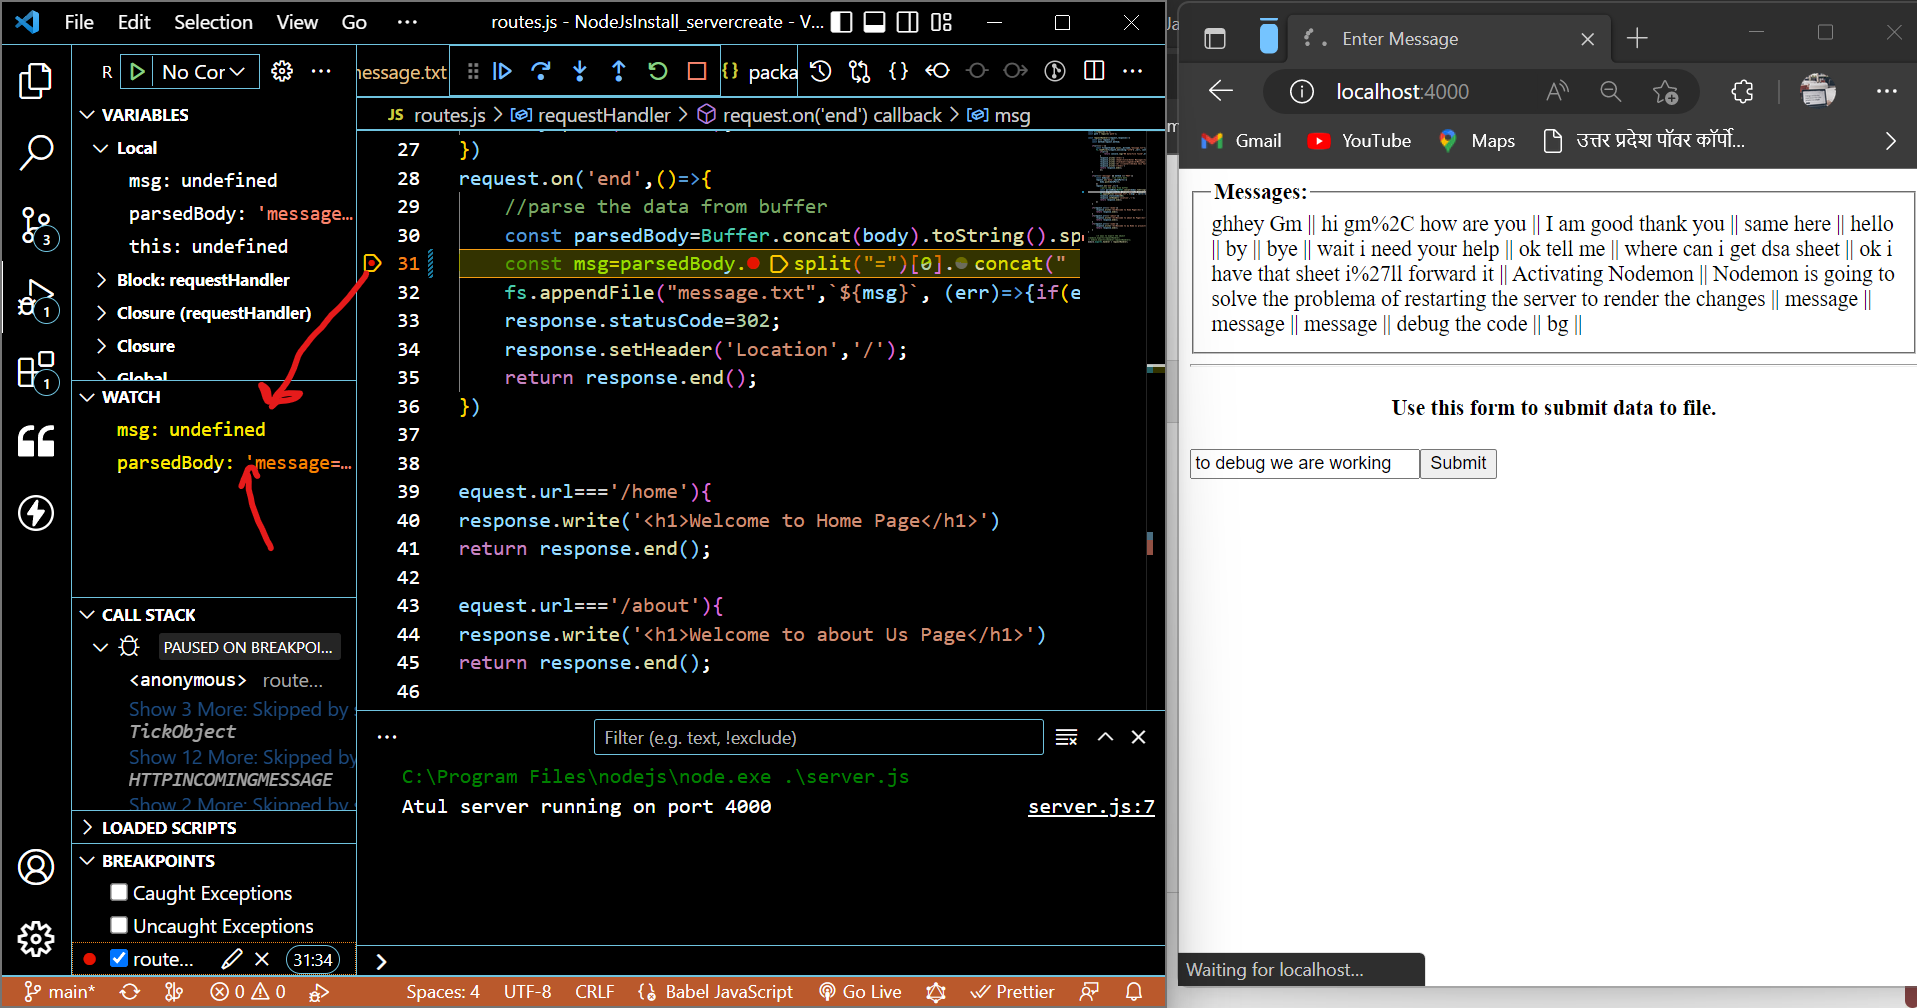 File Edit Selection View Go ··· routes.js - NodeJsInstall_servercreate - V...
R No Cor
VARIABLES
Local
msg: undefined
parsedBody: 'message…
this: undefined
Block: requestHandler
Closure (requestHandler)
Closure
Global
WATCH
msg: undefined
parsedBody: 'message=…
CALL STACK
PAUSED ON BREAKPOI...
<anonymous> route...
Show 3 More: Skipped by s
TickObject
Show 12 More: Skipped by
HTTPINCOMINGMESSAGE
Show 2 More: Skipped by s
LOADED SCRIPTS
BREAKPOINTS
Caught Exceptions
Uncaught Exceptions
route... 31:34
3
1
1
essage.txt {} packa
JS routes.js > requestHandler > request.on('end') callback > msg
27 })
28 request.on('end',()=>{
29 //parse the data from buffer
30 const parsedBody=Buffer.concat(body).toString().sp
31 const msg=parsedBody.split("=")[0].concat("
32 fs.appendFile("message.txt",`${msg}`, (err)=>{if(e
33 response.statusCode=302;
34 response.setHeader('Location','/');
35 return response.end();
36 })
37
38
39 equest.url==='/home'){
40 response.write('<h1>Welcome to Home Page</h1>')
41 return response.end();
42
43 equest.url==='/about'){
44 response.write('<h1>Welcome to about Us Page</h1>')
45 return response.end();
46
Filter (e.g. text, !exclude)
C:\Program Files\nodejs\node.exe .\server.js
Atul server running on port 4000 server.js:7
main* 0 0 Spaces: 4 UTF-8 CRLF {} Babel JavaScript Go Live Prettier
Enter Message
localhost:4000
Gmail YouTube Maps उत्तर प्रदेश पॉवर कॉर्पो...
Messages:
ghhey Gm || hi gm%2C how are you || I am good thank you || same here || hello
|| by || bye || wait i need your help || ok tell me || where can i get dsa sheet || ok i
have that sheet i%27ll forward it || Activating Nodemon || Nodemon is going to
solve the problema of restarting the server to render the changes || message ||
message || message || debug the code || bg ||
Use this form to submit data to file.
to debug we are working Submit
Waiting for localhost...